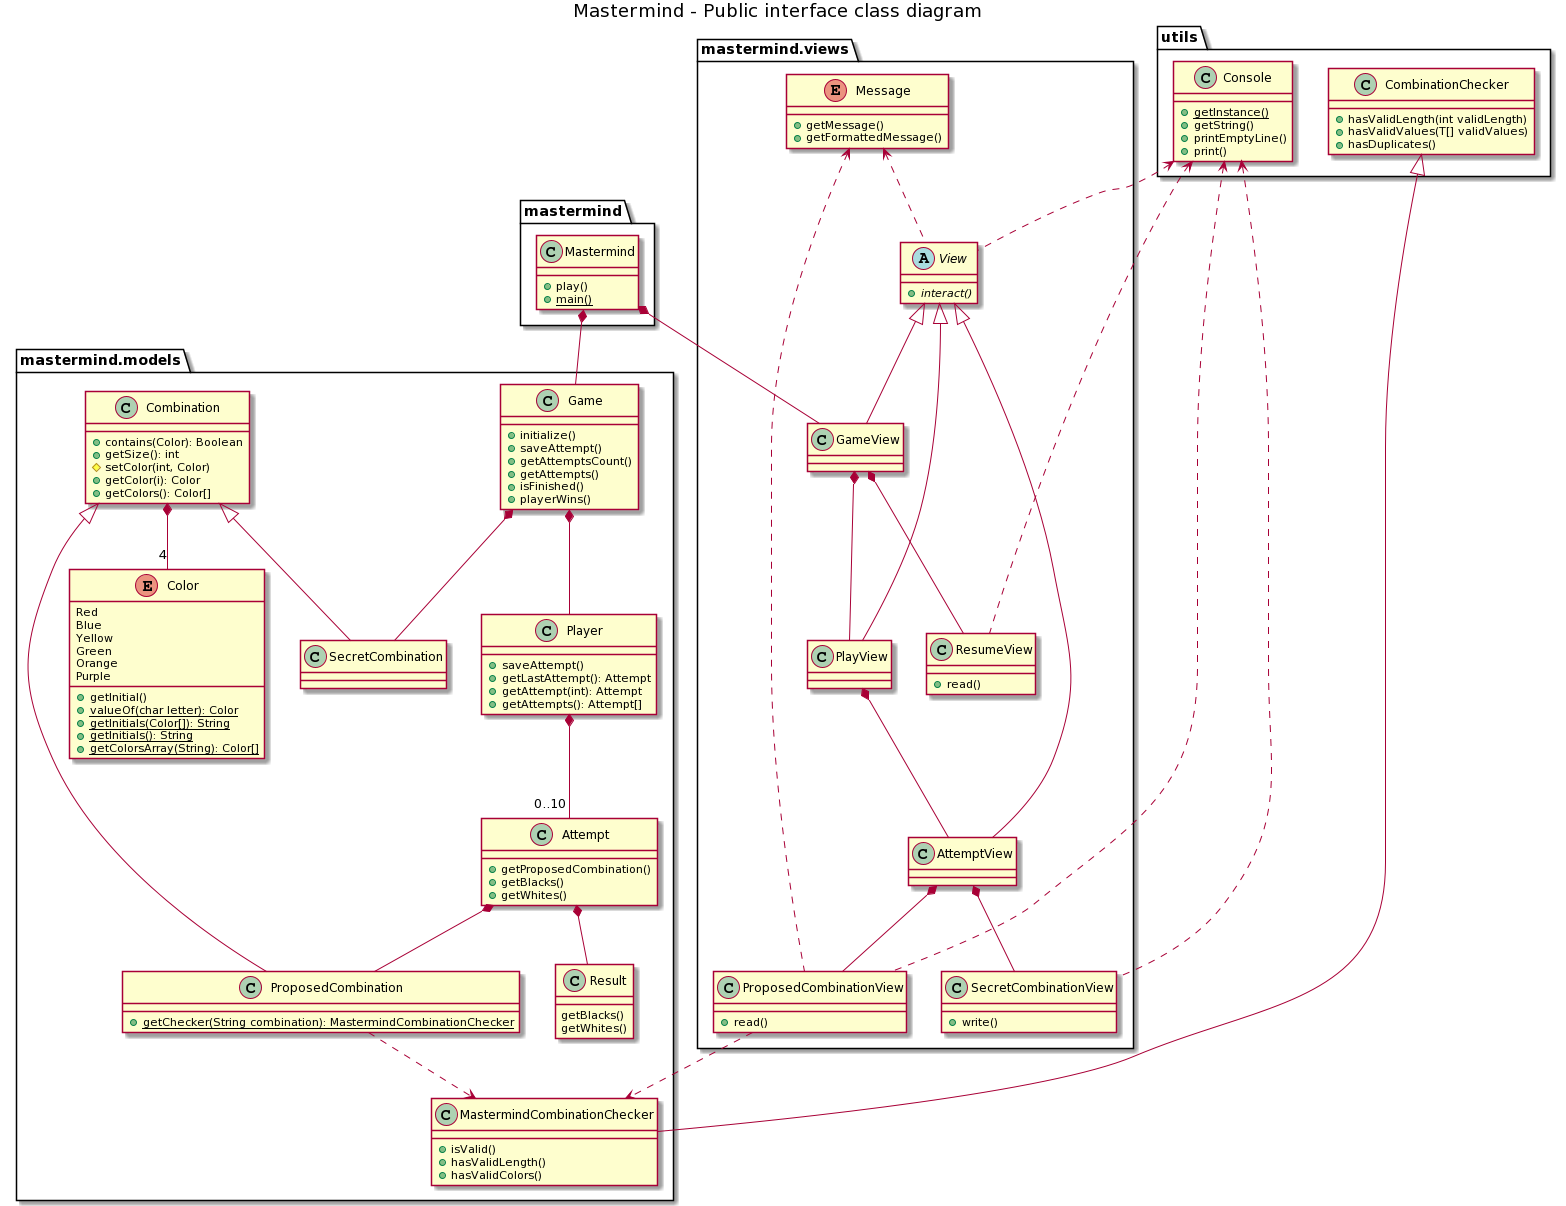 Mastermind - Public interface class diagram
mastermind.views
E Message
getMessage()
getFormattedMessage()
A View
interact()
C GameView
C PlayView
C ResumeView
read()
C AttemptView
C ProposedCombinationView
read()
C SecretCombinationView
write()
utils
C Console
getInstance()
getString()
printEmptyLine()
print()
C CombinationChecker
hasValidLength(int validLength)
hasValidValues(T[] validValues)
hasDuplicates()
mastermind
C Mastermind
play()
main()
mastermind.models
C Combination
contains(Color): Boolean
getSize(): int
setColor(int, Color)
getColor(i): Color
getColors(): Color[]
4
E Color
Red
Blue
Yellow
Green
Orange
Purple
getInitial()
valueOf(char letter): Color
getInitials(Color[]): String
getInitials(): String
getColorsArray(String): Color[]
C Game
initialize()
saveAttempt()
getAttemptsCount()
getAttempts()
isFinished()
playerWins()
C SecretCombination
C Player
saveAttempt()
getLastAttempt(): Attempt
getAttempt(int): Attempt
getAttempts(): Attempt[]
0..10
C Attempt
getProposedCombination()
getBlacks()
getWhites()
C ProposedCombination
getChecker(String combination): MastermindCombinationChecker
C Result
getBlacks()
getWhites()
C MastermindCombinationChecker
isValid()
hasValidLength()
hasValidColors()